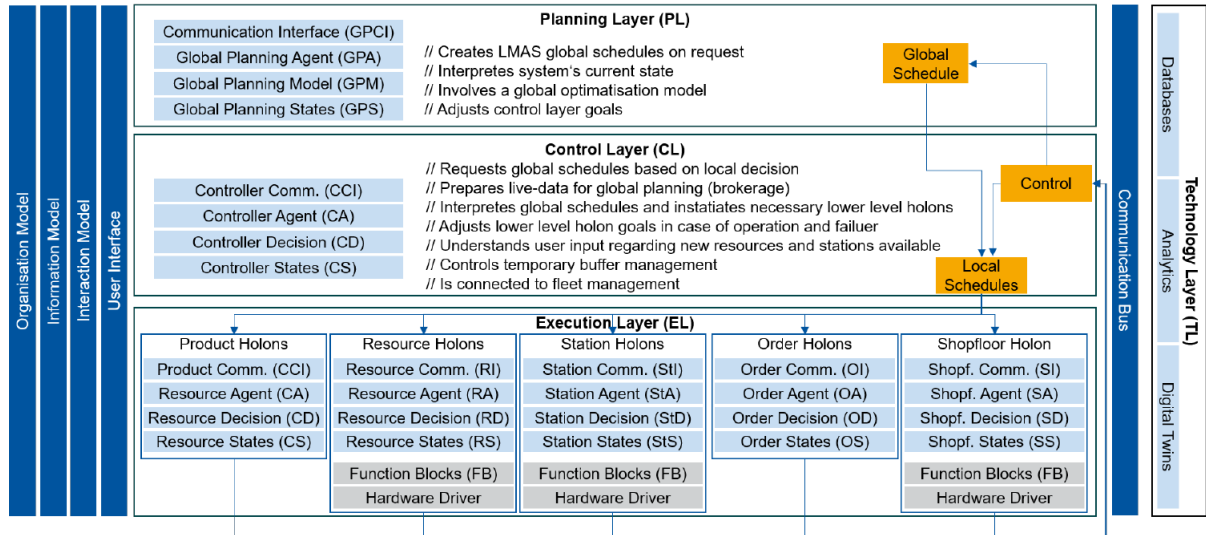 Organisation Model
Information Model
Interaction Model
User Interface
Planning Layer (PL)
Communication Interface (GPCI)
Global Planning Agent (GPA)
Global Planning Model (GPM)
Global Planning States (GPS)
// Creates LMAS global schedules on request
// Interpretes system's current state
// Involves a global optimatisation model
// Adjusts control layer goals
Global
Schedule
Control Layer (CL)
Controller Comm. (CCI)
Controller Agent (CA)
Controller Decision (CD)
Controller States (CS)
// Requests global schedules based on local decision
// Prepares live-data for global planning (brokerage)
// Interpretes global schedules and instatiates necessary lower level holons
// Adjusts lower level holon goals in case of operation and failuer
// Understands user input regarding new resources and stations available
// Controls temporary buffer management
// Is connected to fleet management
Control
Local
Schedules
Execution Layer (EL)
Product Holons
Product Comm. (CCI)
Resource Agent (CA)
Resource Decision (CD)
Resource States (CS)
Resource Holons
Resource Comm. (RI)
Resource Agent (RA)
Resource Decision (RD)
Resource States (RS)
Function Blocks (FB)
Hardware Driver
Station Holons
Station Comm. (StI)
Station Agent (StA)
Station Decision (StD)
Station States (StS)
Function Blocks (FB)
Hardware Driver
Order Holons
Order Comm. (OI)
Order Agent (OA)
Order Decision (OD)
Order States (OS)
Shopfloor Holon
Shopf. Comm. (SI)
Shopf. Agent (SA)
Shopf. Decision (SD)
Shopf. States (SS)
Function Blocks (FB)
Hardware Driver
Communication Bus
Databases
Analytics
Digital Twins
Technology Layer (TL)